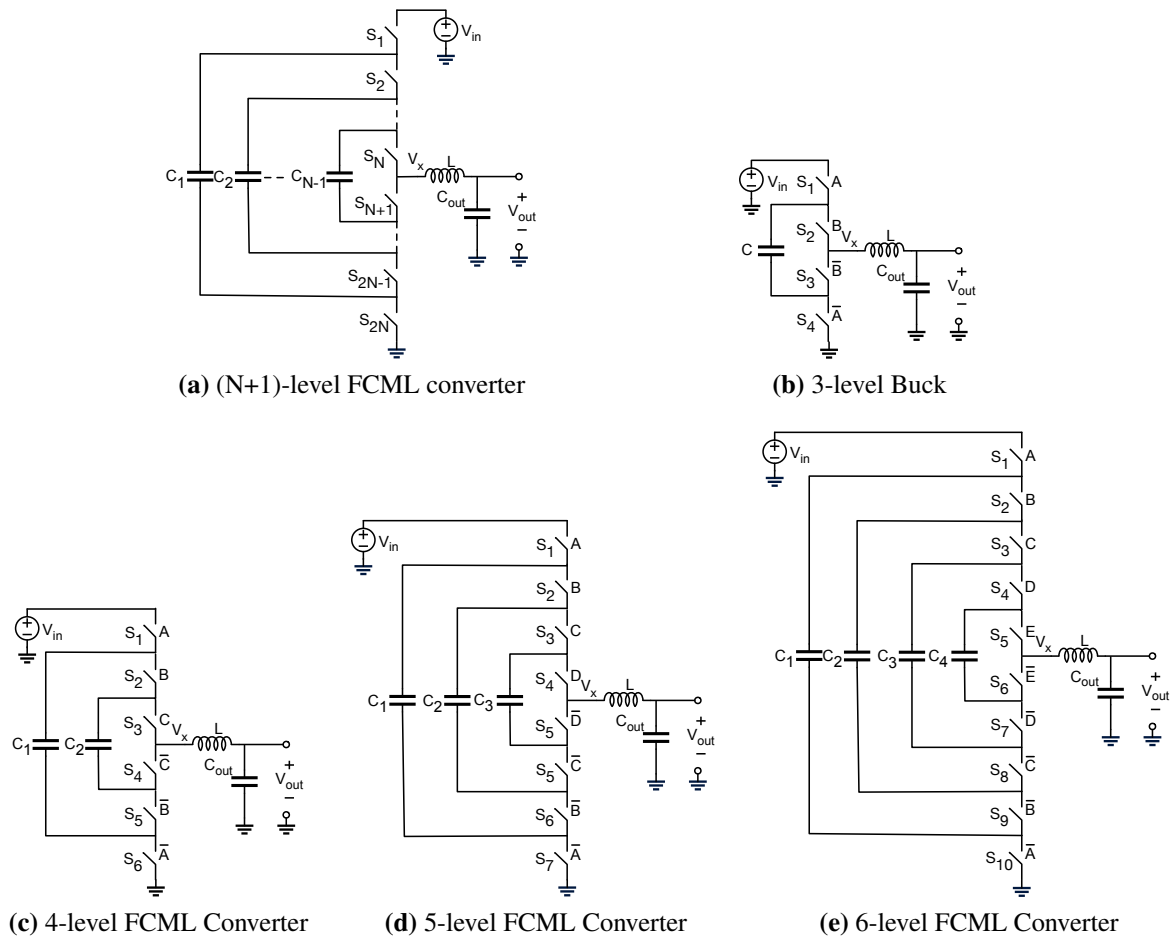 S1
Vin
S2
C1
C2
CN-1
SN
Vx
L
SN+1
Cout
+
Vout
−
S2N-1
S2N
(a) (N+1)-level FCML converter
Vin
S1
A
C
S2
B
Vx
L
S3
B̅
Cout
+
Vout
−
S4
A̅
(b) 3-level Buck
Vin
S1
A
S2
B
C1
C2
S3
C
Vx
L
S4
C̅
Cout
+
Vout
−
S5
B̅
S6
A̅
(c) 4-level FCML Converter
Vin
S1
A
S2
B
S3
C
C1
C2
C3
S4
D
Vx
L
S5
D̅
Cout
+
Vout
−
S5
C̅
S6
B̅
S7
A̅
(d) 5-level FCML Converter
Vin
S1
A
S2
B
S3
C
S4
D
C1
C2
C3
C4
S5
E
Vx
L
S6
E̅
Cout
+
Vout
−
S7
D̅
S8
C̅
S9
B̅
S10
A̅
(e) 6-level FCML Converter